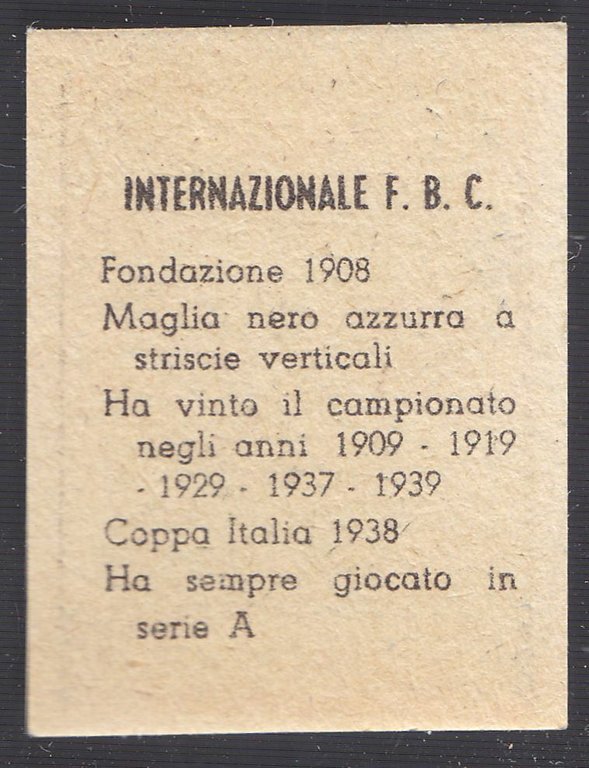 INTERNAZIONALE F. B. C.
Fondazione 1908
Maglia nero azzurra a
striscie verticali
Ha vinto il campionato
negli anni 1909 - 1919
- 1929 - 1937 - 1939
Coppa Italia 1938
Ha sempre giocato in
serie A